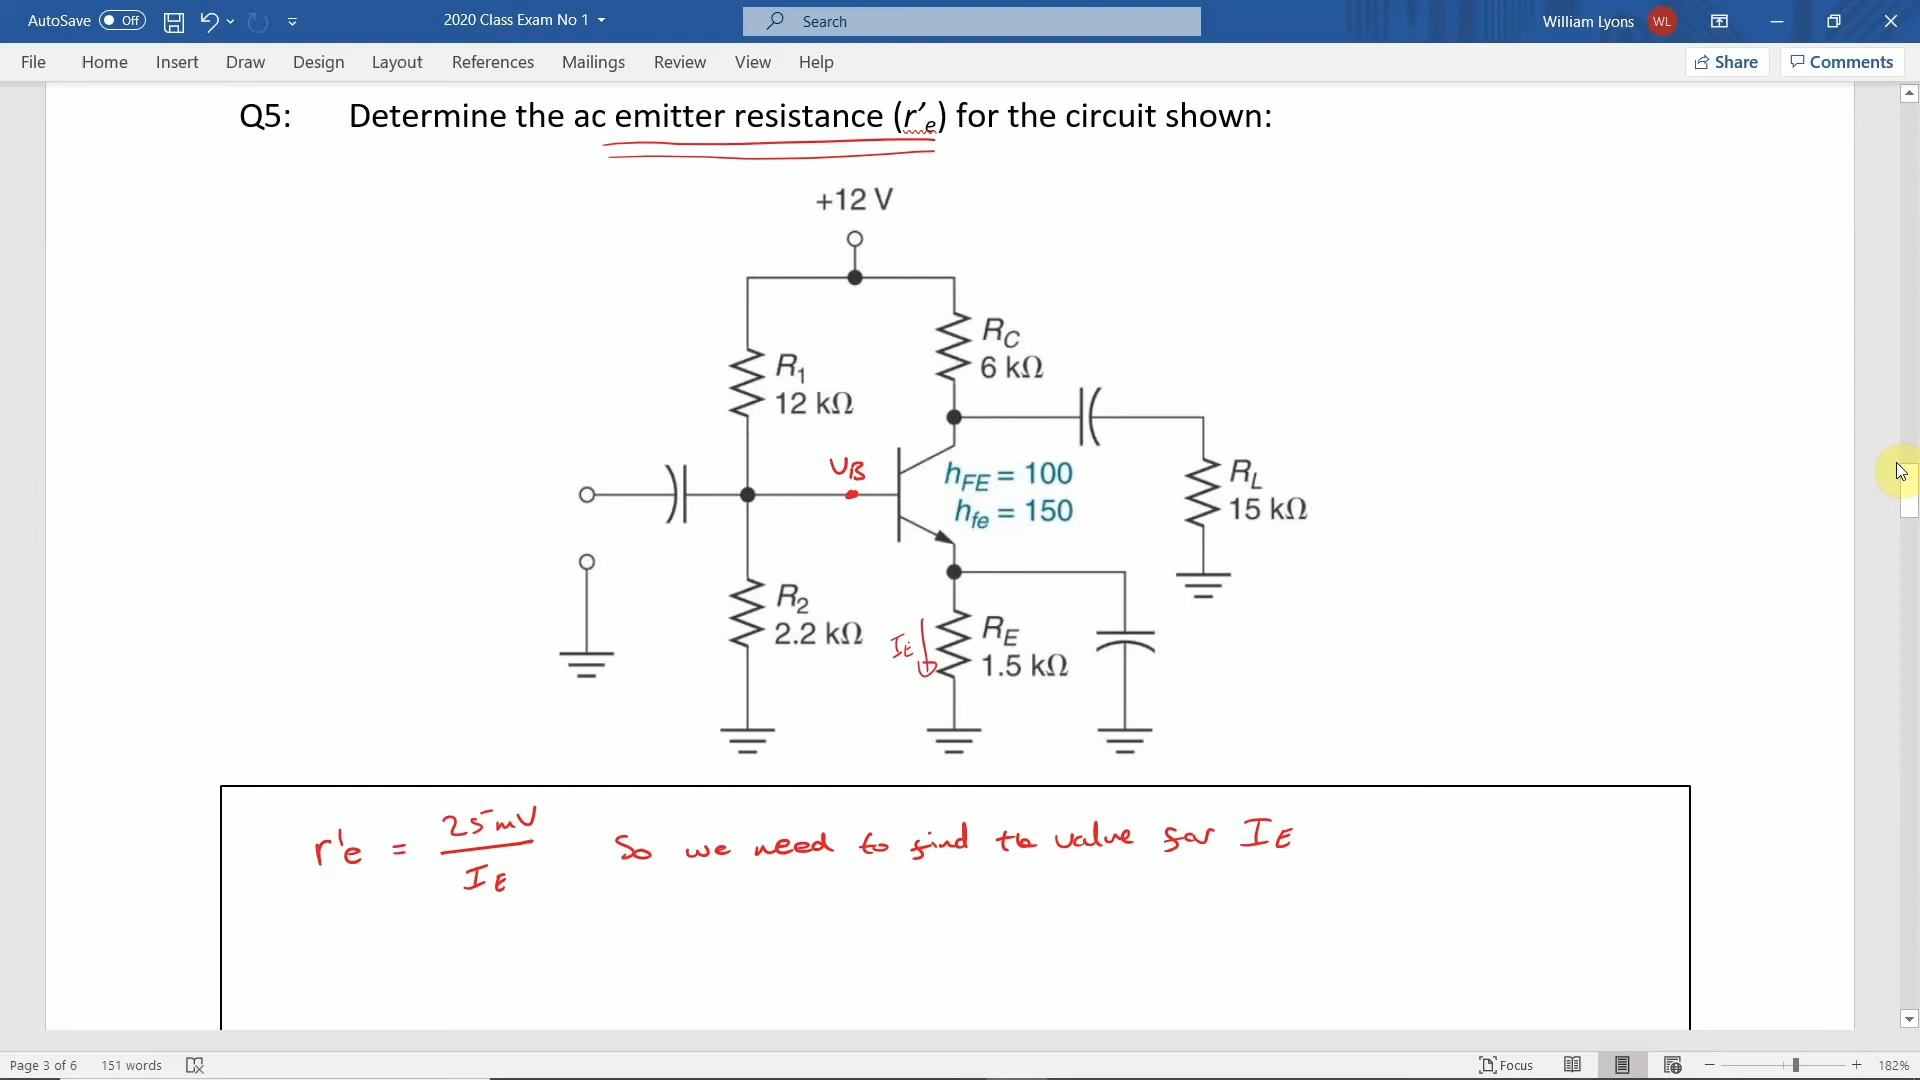 AutoSave Off 2020 Class Exam No 1 Search William Lyons WL
File Home Insert Draw Design Layout References Mailings Review View Help Share Comments
Q5: Determine the ac emitter resistance (r'e) for the circuit shown:
+12 V
RC
6 kΩ
R1
12 kΩ
VB
hFE = 100
hfe = 150
RL
15 kΩ
R2
2.2 kΩ
IE
RE
1.5 kΩ
r'e = 25mV / IE So we need to find the value for IE
Page 3 of 6 151 words Focus 182%